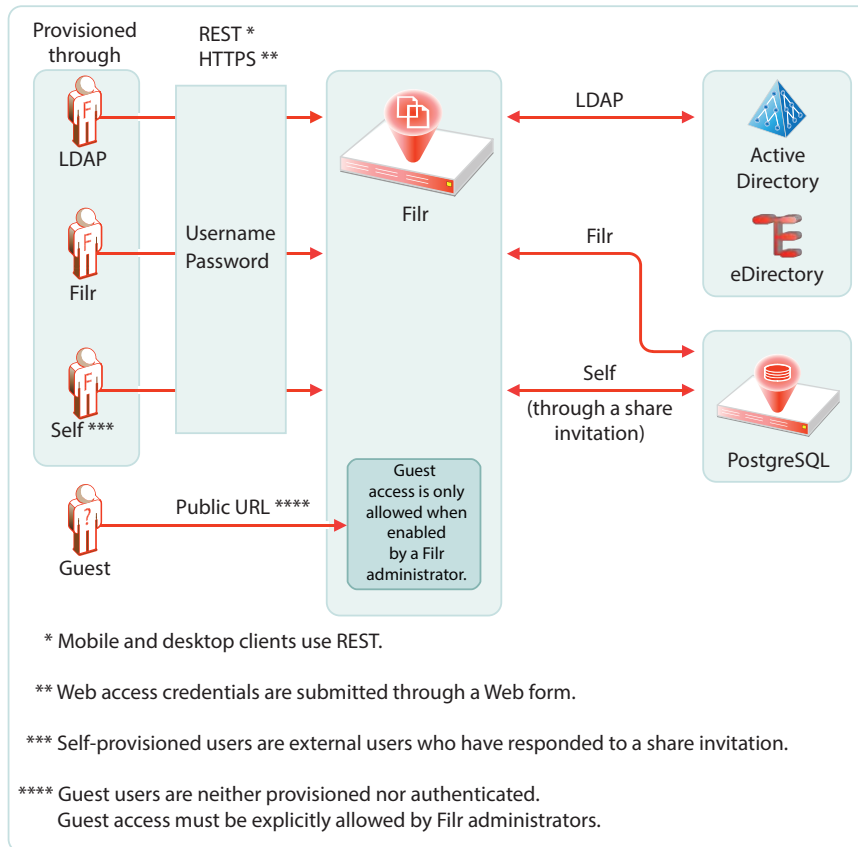 Provisioned
through
REST *
HTTPS **
F
LDAP
F
Filr
F
Self ***
Username
Password
Filr
LDAP
Active
Directory
Filr
E
eDirectory
Self
(through a share
invitation)
PostgreSQL
?
Guest
Public URL ****
Guest
access is only
allowed when
enabled
by a Filr
administrator.
* Mobile and desktop clients use REST.
** Web access credentials are submitted through a Web form.
*** Self-provisioned users are external users who have responded to a share invitation.
**** Guest users are neither provisioned nor authenticated.
Guest access must be explicitly allowed by Filr administrators.